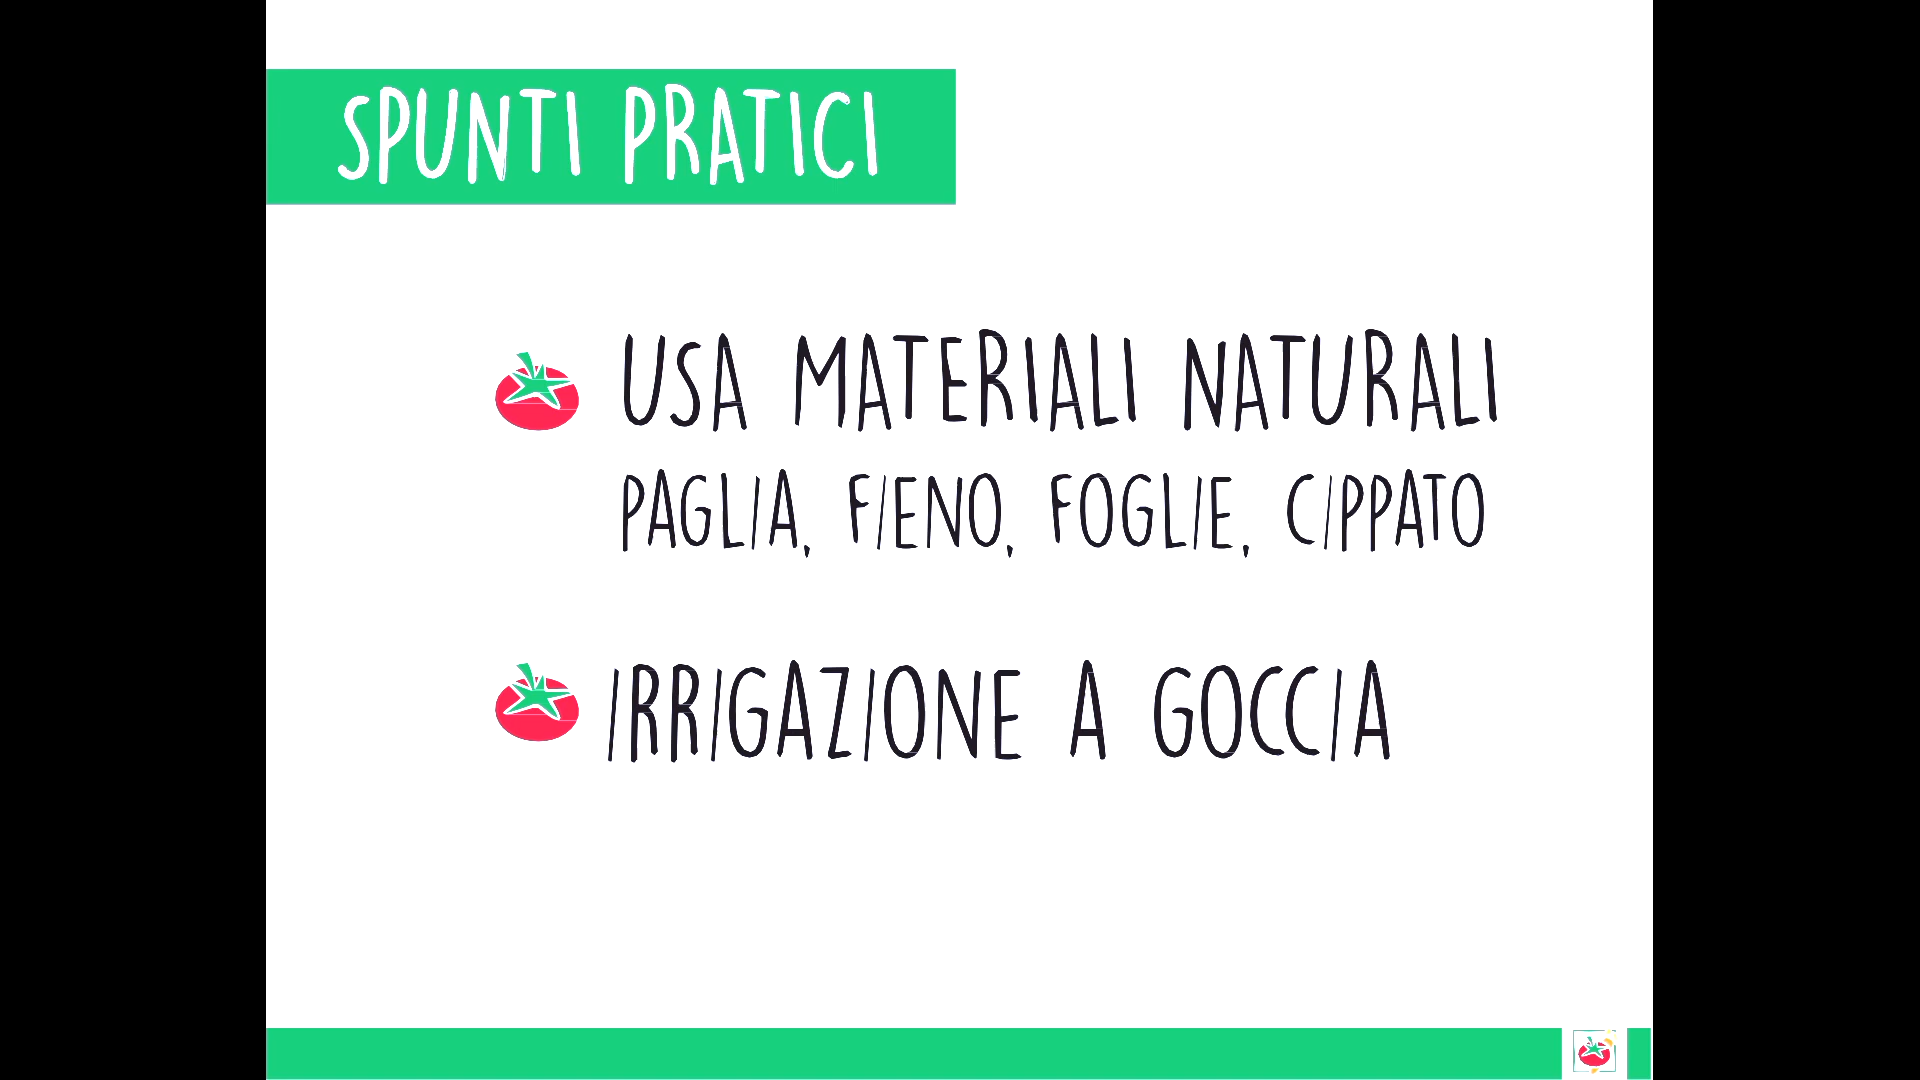 SPUNTI PRATICI
USA MATERIALI NATURALI
PAGLIA, FIENO, FOGLIE, CIPPATO
IRRIGAZIONE A GOCCIA